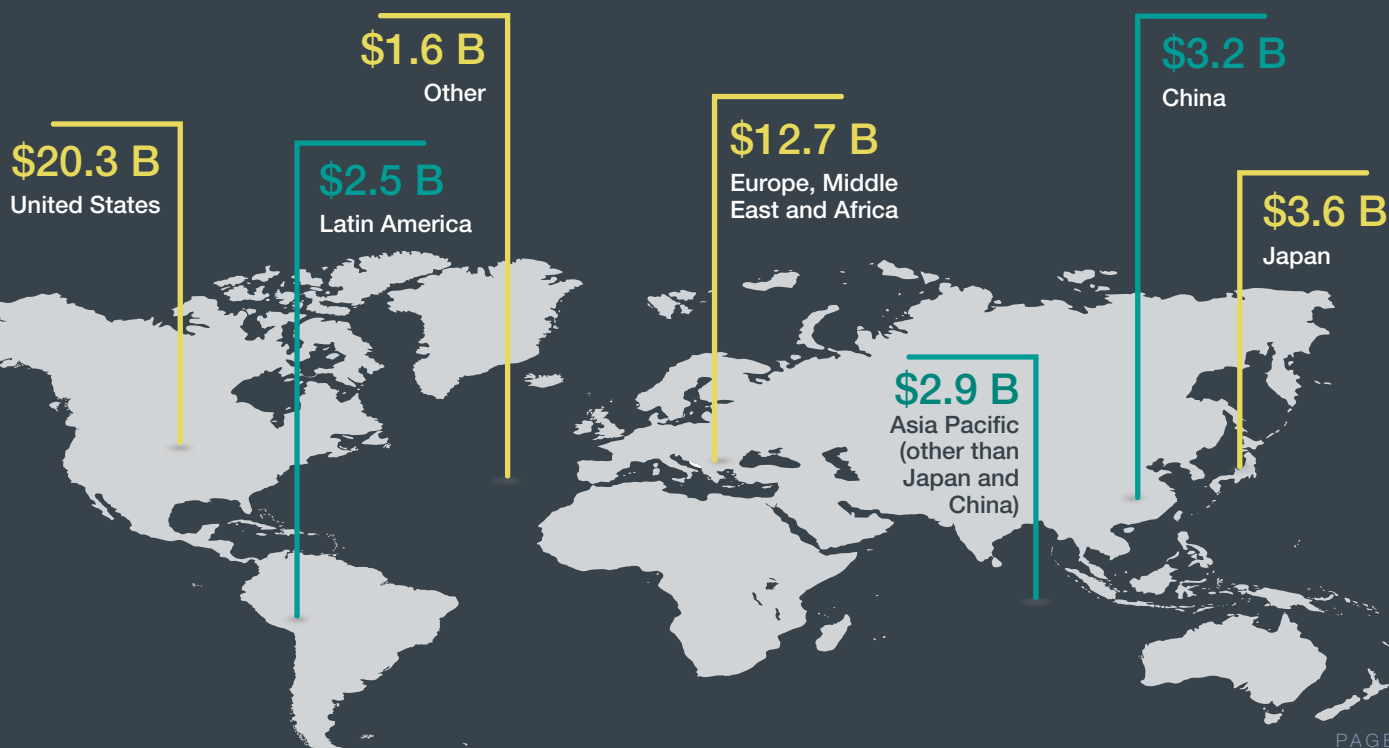 $1.6 B
Other
$3.2 B
China
$20.3 B
United States
$2.5 B
Latin America
$12.7 B
Europe, Middle
East and Africa
$3.6 B
Japan
$2.9 B
Asia Pacific
(other than
Japan and
China)
PAGE